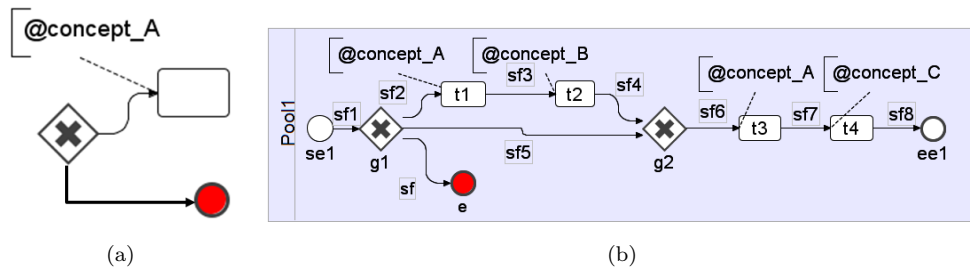 @concept_A
@concept_A
@concept_B
@concept_A
@concept_C
sf1
sf2
sf3
sf4
sf5
sf6
sf7
sf8
sf
t1
t2
t3
t4
Pool1
se1
g1
g2
ee1
e
(a)
(b)